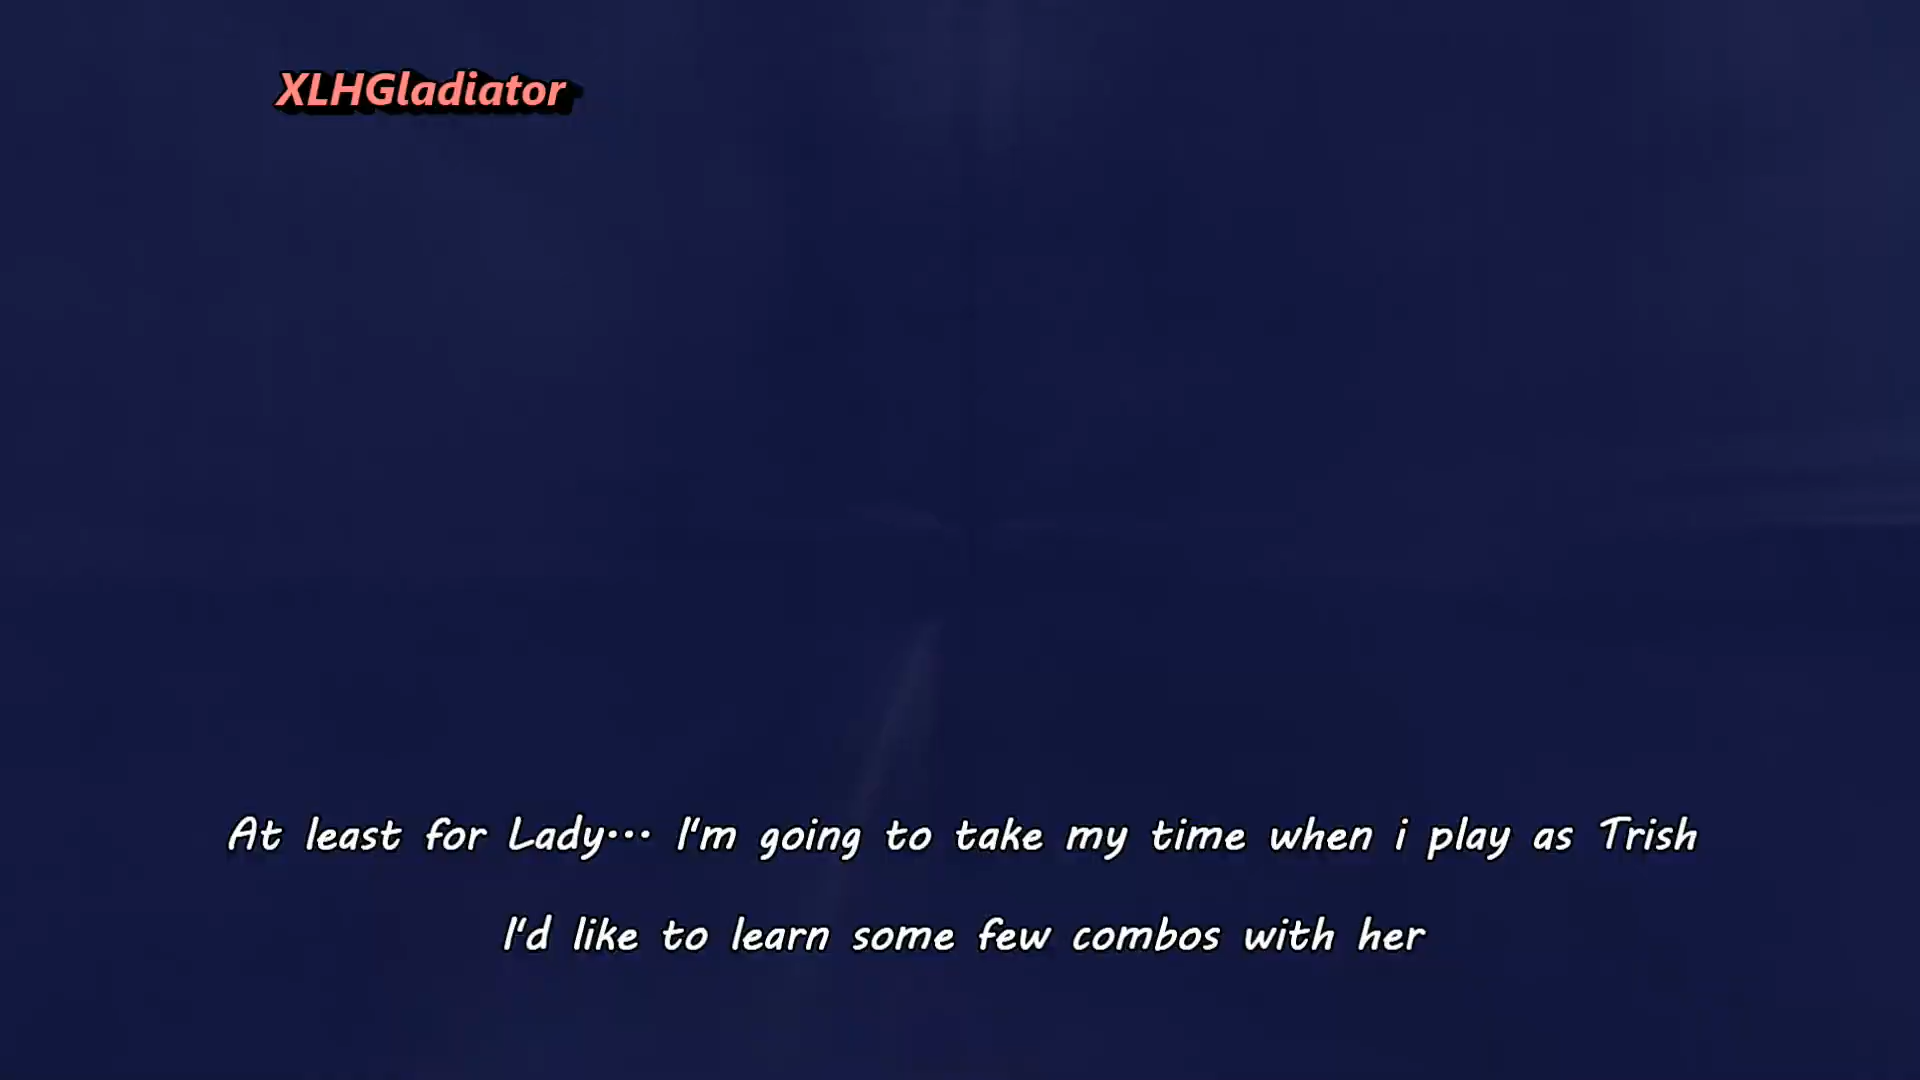 XLHGladiator
At least for Lady... I'm going to take my time when i play as Trish
I'd like to learn some few combos with her